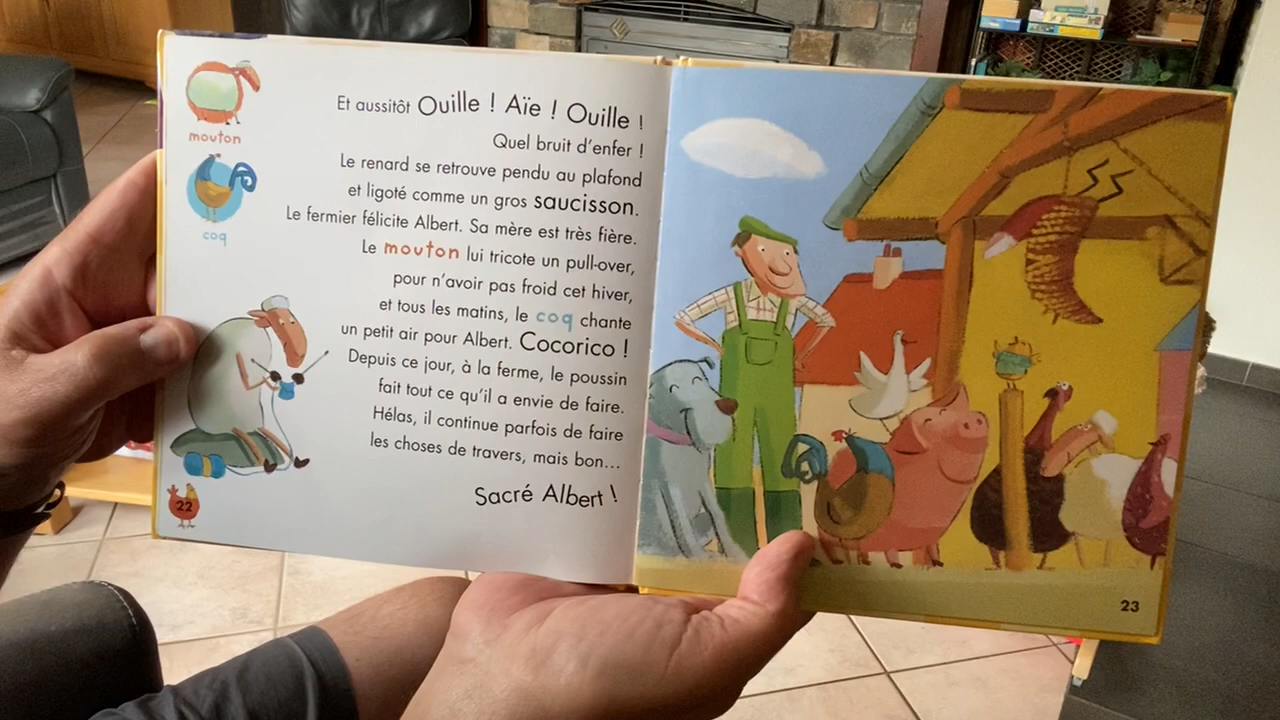 mouton
coq
Et aussitôt Ouille ! Aïe ! Ouille !
Quel bruit d'enfer !
Le renard se retrouve pendu au plafond
et ligoté comme un gros saucisson.
Le fermier félicite Albert. Sa mère est très fière.
Le mouton lui tricote un pull-over,
pour n'avoir pas froid cet hiver,
et tous les matins, le coq chante
un petit air pour Albert. Cocorico !
Depuis ce jour, à la ferme, le poussin
fait tout ce qu'il a envie de faire.
Hélas, il continue parfois de faire
les choses de travers, mais bon...
Sacré Albert !
22
23